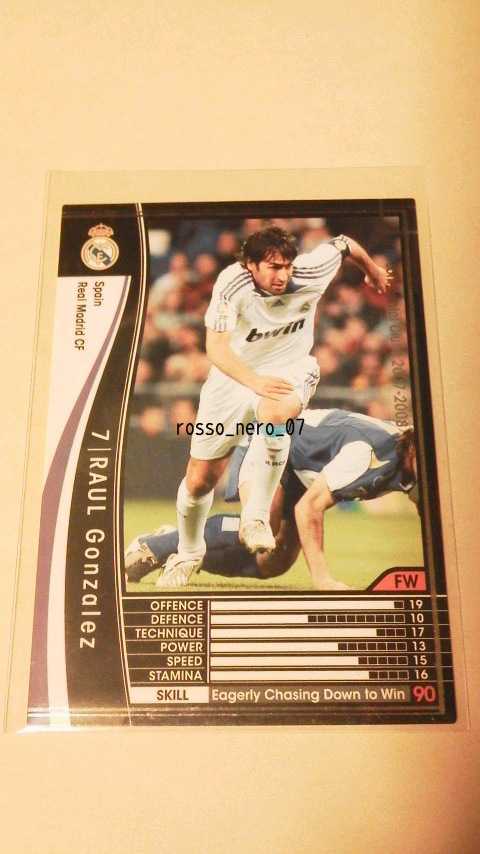 Spain
Real Madrid CF
7 RAUL Gonzalez
2007-2008
bwin
rosso_nero_07
FW
OFFENCE 19
DEFENCE 10
TECHNIQUE 17
POWER 13
SPEED 15
STAMINA 16
SKILL Eagerly Chasing Down to Win 90